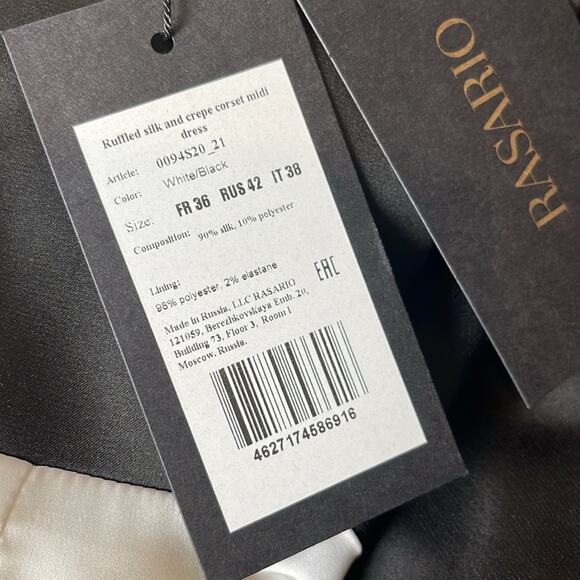 Ruffled silk and crepe corset midi
dress
Article: 0094S20_21
Color: White/Black
Size: FR 36 RUS 42 IT 38
Composition: 90% silk, 10% polyester
Lining:
98% polyester, 2% elastane
Made in Russia, LLC RASARIO
121059, Berezhkovskaya Emb. 20,
Building 73, Floor 3, Room I
Moscow, Russia.
EAC
4627174586916
RASARIO